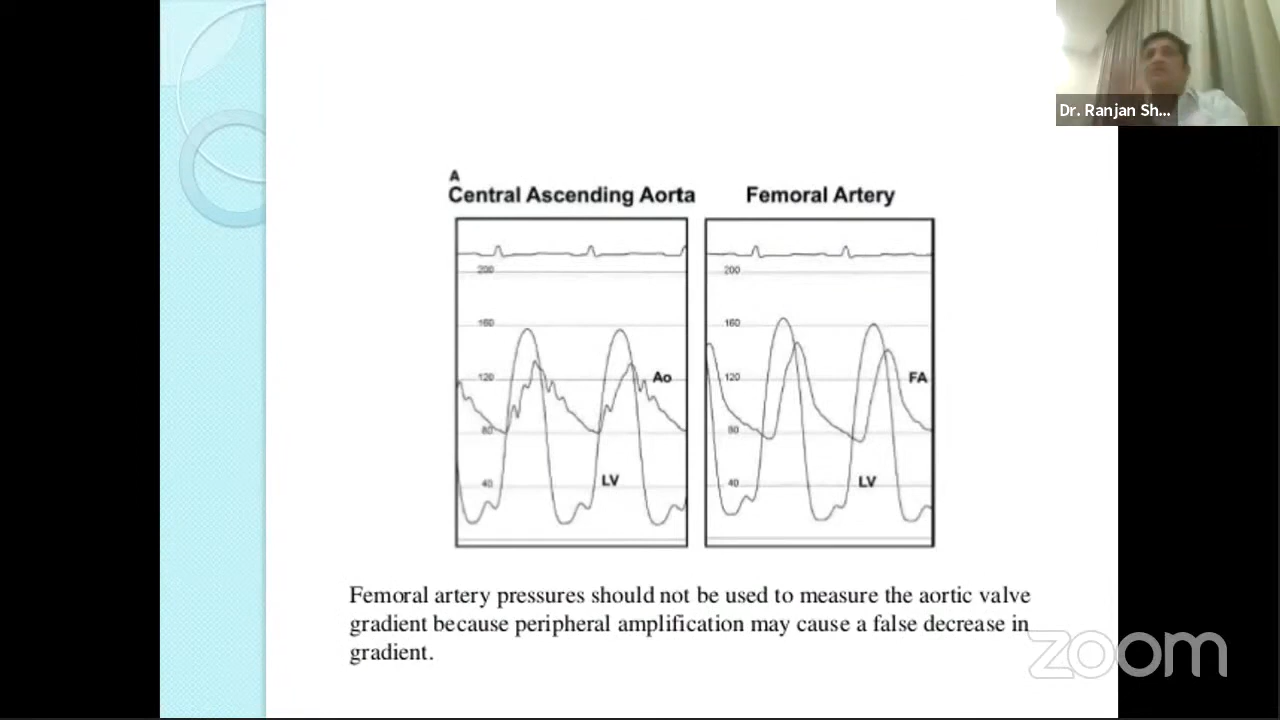 Dr. Ranjan Sh...
A
Central Ascending Aorta
Femoral Artery
200
160
120
80
40
Ao
LV
200
160
120
80
40
FA
LV
Femoral artery pressures should not be used to measure the aortic valve
gradient because peripheral amplification may cause a false decrease in
gradient.
zoom